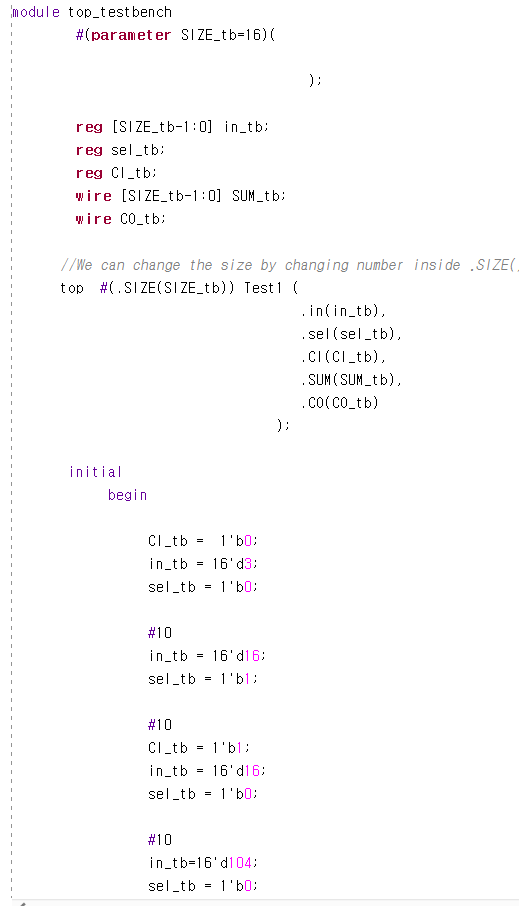 module top_testbench
#(parameter SIZE_tb=16)(
);
reg [SIZE_tb-1:0] in_tb;
reg sel_tb;
reg CI_tb;
wire [SIZE_tb-1:0] SUM_tb;
wire CO_tb;
//We can change the size by changing number inside .SIZE(
top #(.SIZE(SIZE_tb)) Test1 (
.in(in_tb),
.sel(sel_tb),
.CI(CI_tb),
.SUM(SUM_tb),
.CO(CO_tb)
);
initial
begin
CI_tb = 1'b0;
in_tb = 16'd3;
sel_tb = 1'b0;
#10
in_tb = 16'd16;
sel_tb = 1'b1;
#10
CI_tb = 1'b1;
in_tb = 16'd16;
sel_tb = 1'b0;
#10
in_tb=16'd104;
sel_tb = 1'b0;